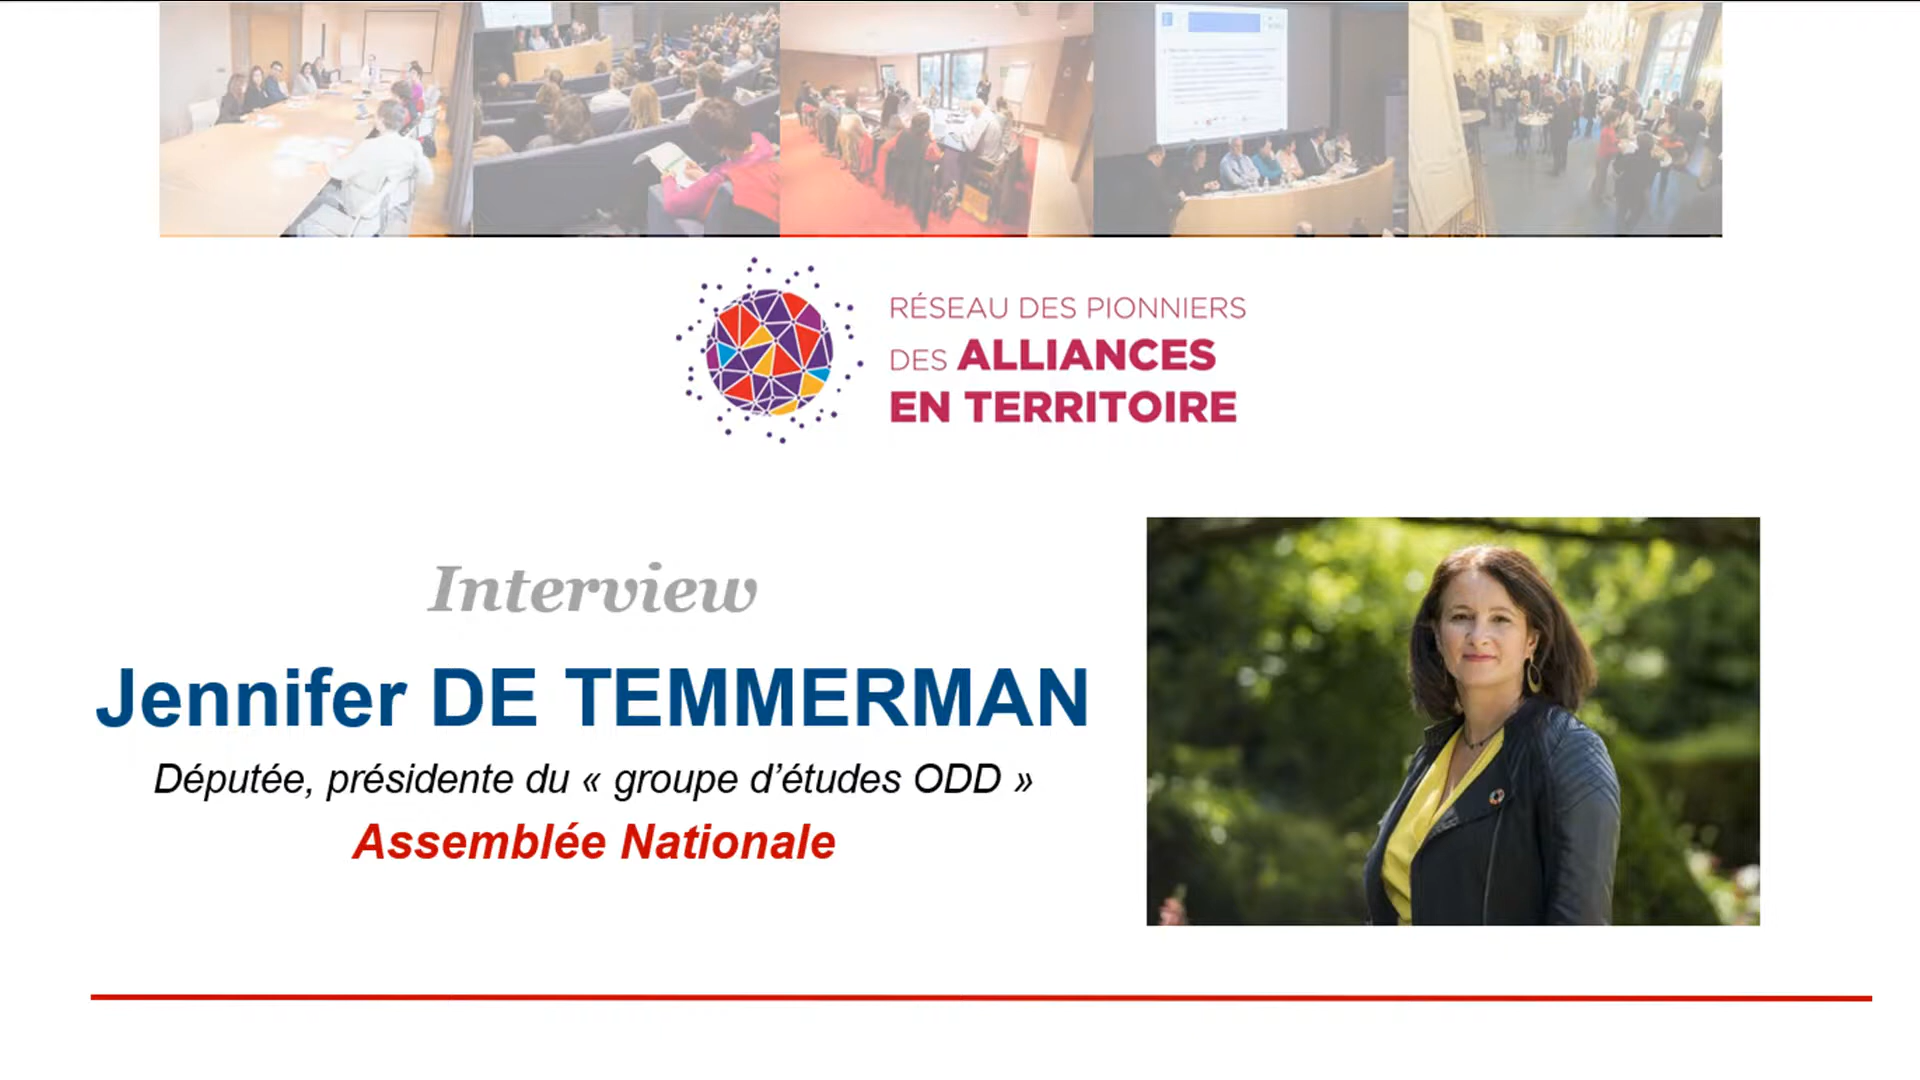 RÉSEAU DES PIONNIERS
DES ALLIANCES
EN TERRITOIRE
Interview
Jennifer DE TEMMERMAN
Députée, présidente du « groupe d’études ODD »
Assemblée Nationale